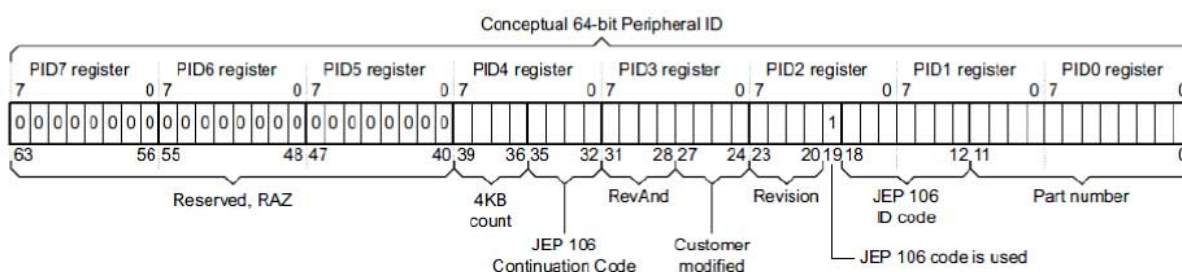 Conceptual 64-bit Peripheral ID
PID7 register PID6 register PID5 register PID4 register PID3 register PID2 register PID1 register PID0 register
7 0 7 0 7 0 7 0 7 0 7 0 7 0 7 0
0 0 0 0 0 0 0 0 0 0 0 0 0 0 0 0 0 0 0 0 0 0 0 0 1
63 56 55 48 47 40 39 36 35 32 31 28 27 24 23 20 19 18 12 11 0
Reserved, RAZ 4KB count RevAnd Revision JEP 106 ID code Part number
JEP 106 Continuation Code Customer modified JEP 106 code is used